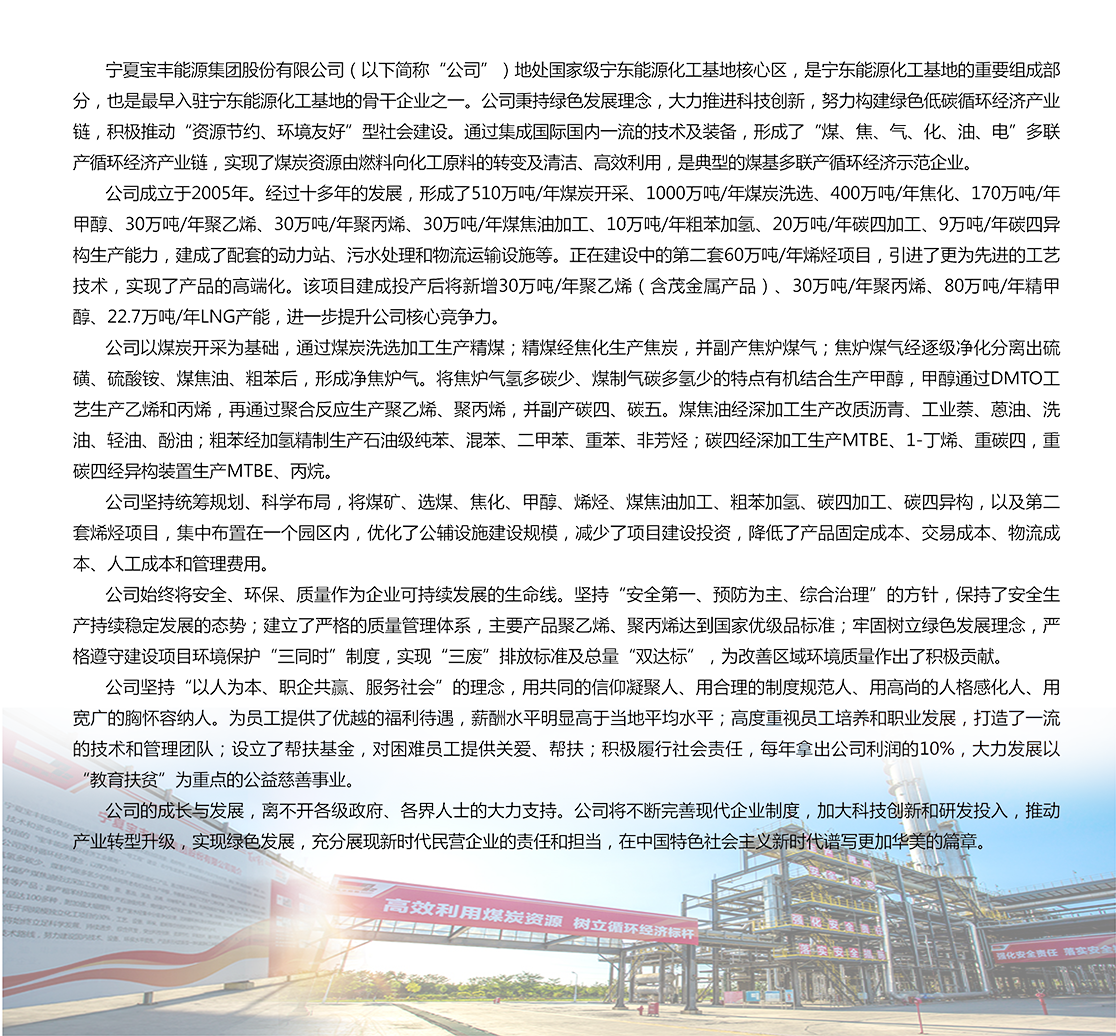 宁夏宝丰能源集团股份有限公司（以下简称“公司”）地处国家级宁东能源化工基地核心区，是宁东能源化工基地的重要组成部
分，也是最早入驻宁东能源化工基地的骨干企业之一。公司秉持绿色发展理念，大力推进科技创新，努力构建绿色低碳循环经济产业
链，积极推动“资源节约、环境友好”型社会建设。通过集成国际国内一流的技术及装备，形成了“煤、焦、气、化、油、电”多联
产循环经济产业链，实现了煤炭资源由燃料向化工原料的转变及清洁、高效利用，是典型的煤基多联产循环经济示范企业。
公司成立于2005年。经过十多年的发展，形成了510万吨/年煤炭开采、1000万吨/年煤炭洗选、400万吨/年焦化、170万吨/年
甲醇、30万吨/年聚乙烯、30万吨/年聚丙烯、30万吨/年煤焦油加工、10万吨/年粗苯加氢、20万吨/年碳四加工、9万吨/年碳四异
构生产能力，建成了配套的动力站、污水处理和物流运输设施等。正在建设中的第二套60万吨/年烯烃项目，引进了更为先进的工艺
技术，实现了产品的高端化。该项目建成投产后将新增30万吨/年聚乙烯（含茂金属产品）、30万吨/年聚丙烯、80万吨/年精甲
醇、22.7万吨/年LNG产能，进一步提升公司核心竞争力。
公司以煤炭开采为基础，通过煤炭洗选加工生产精煤；精煤经焦化生产焦炭，并副产焦炉煤气；焦炉煤气经逐级净化分离出硫
磺、硫酸铵、煤焦油、粗苯后，形成净焦炉气。将焦炉气氢多碳少、煤制气碳多氢少的特点有机结合生产甲醇，甲醇通过DMTO工
艺生产乙烯和丙烯，再通过聚合反应生产聚乙烯、聚丙烯，并副产碳四、碳五。煤焦油经深加工生产改质沥青、工业萘、蒽油、洗
油、轻油、酚油；粗苯经加氢精制生产石油级纯苯、混苯、二甲苯、重苯、非芳烃；碳四经深加工生产MTBE、1-丁烯、重碳四，重
碳四经异构装置生产MTBE、丙烷。
公司坚持统筹规划、科学布局，将煤矿、选煤、焦化、甲醇、烯烃、煤焦油加工、粗苯加氢、碳四加工、碳四异构，以及第二
套烯烃项目，集中布置在一个园区内，优化了公辅设施建设规模，减少了项目建设投资，降低了产品固定成本、交易成本、物流成
本、人工成本和管理费用。
公司始终将安全、环保、质量作为企业可持续发展的生命线。坚持“安全第一、预防为主、综合治理”的方针，保持了安全生
产持续稳定发展的态势；建立了严格的质量管理体系，主要产品聚乙烯、聚丙烯达到国家优级品标准；牢固树立绿色发展理念，严
格遵守建设项目环境保护“三同时”制度，实现“三废”排放标准及总量“双达标”，为改善区域环境质量作出了积极贡献。
公司坚持“以人为本、职企共赢、服务社会”的理念，用共同的信仰凝聚人、用合理的制度规范人、用高尚的人格感化人、用
宽广的胸怀容纳人。为员工提供了优越的福利待遇，薪酬水平明显高于当地平均水平；高度重视员工培养和职业发展，打造了一流
的技术和管理团队；设立了帮扶基金，对困难员工提供关爱、帮扶；积极履行社会责任，每年拿出公司利润的10%，大力发展以
“教育扶贫”为重点的公益慈善事业。
公司的成长与发展，离不开各级政府、各界人士的大力支持。公司将不断完善现代企业制度，加大科技创新和研发投入，推动
产业转型升级，实现绿色发展，充分展现新时代民营企业的责任和担当，在中国特色社会主义新时代谱写更加华美的篇章。
高效利用煤炭资源 树立循环经济标杆
强化安全责
落实安全责
强化安全责任 落实安全